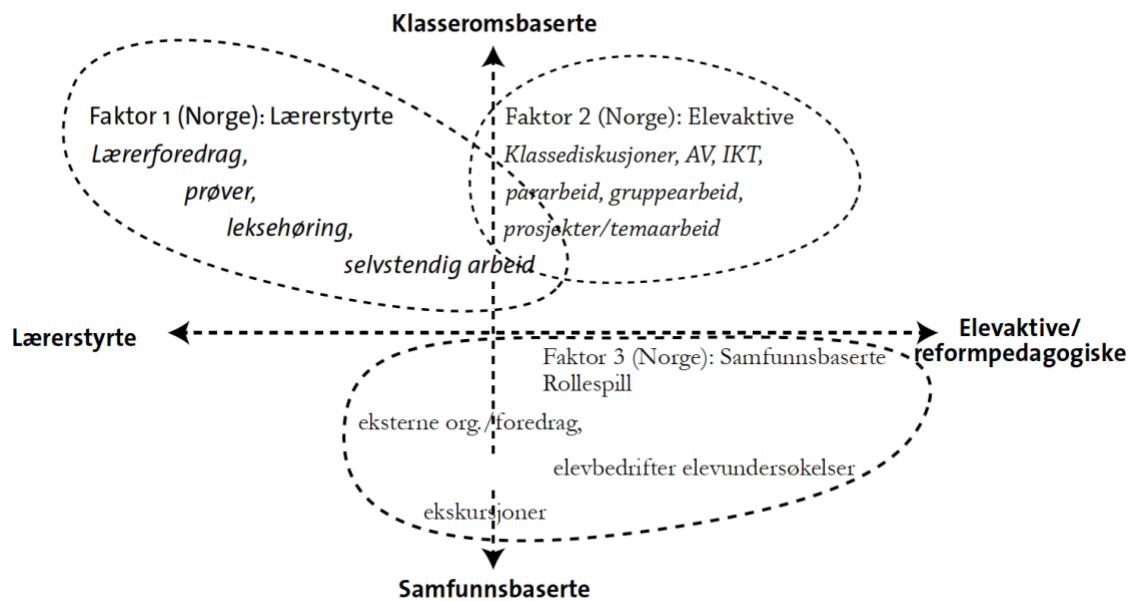 Klasseromsbaserte
Faktor 1 (Norge): Lærerstyrte
Lærerforedrag,
prøver,
leksehøring,
selvstendig arbeid
Faktor 2 (Norge): Elevaktive
Klassediskusjoner, AV, IKT,
pararbeid, gruppearbeid,
prosjekter/temaarbeid
Lærerstyrte
Elevaktive/
reformpedagogiske
Faktor 3 (Norge): Samfunnsbaserte
Rollespill
eksterne org./foredrag,
elevbedrifter elevundersøkelser
ekskursjoner
Samfunnsbaserte